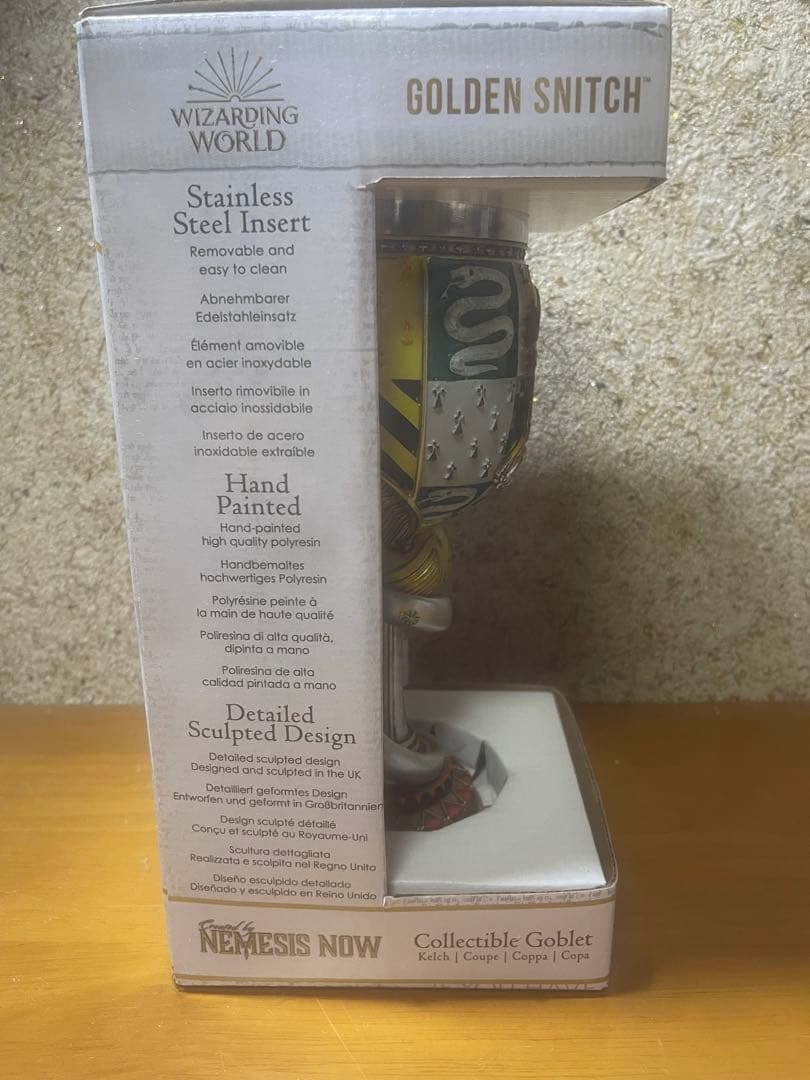 WIZARDING
WORLD
GOLDEN SNITCH™
Stainless
Steel Insert
Removable and
easy to clean
Abnehmbarer
Edelstahleinsatz
Élément amovible
en acier inoxydable
Inserto rimovibile in
acciaio inossidabile
Inserto de acero
inoxidable extraíble
Hand
Painted
Hand-painted
high quality polyresin
Handbemaltes
hochwertiges Polyresin
Polyrésine peinte à
la main de haute qualité
Poliresina di alta qualità,
dipinta a mano
Poliresina de alta
calidad pintada a mano
Detailed
Sculpted Design
Detailed sculpted design
Designed and sculpted in the UK
Detailliert geformtes Design
Entworfen und geformt in Großbritannien
Design sculpté détaillé
Conçu et sculpté au Royaume-Uni
Scultura dettagliata
Realizzata e scolpita nel Regno Unito
Diseño esculpido detallado
Diseñado y esculpido en Reino Unido
Created by
NEMESIS NOW
Collectible Goblet
Kelch | Coupe | Coppa | Copa